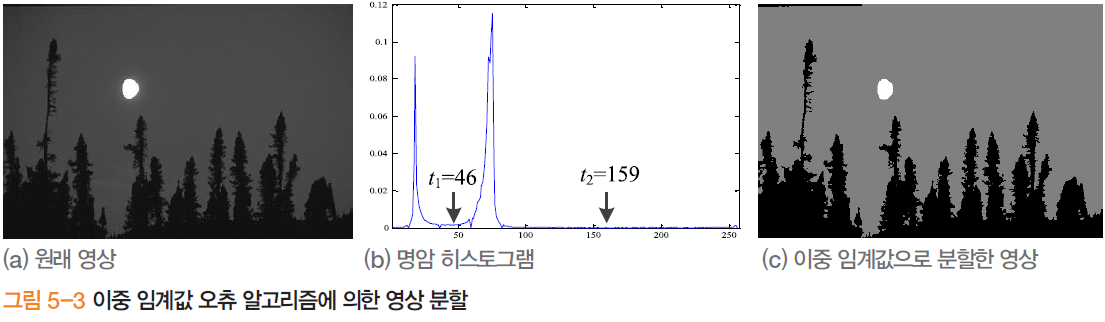 0.12
0.1
0.08
0.06
0.04
0.02
0
t₁=46
t₂=159
50
100
150
200
250
(a) 원래 영상
(b) 명암 히스토그램
(c) 이중 임계값으로 분할한 영상
그림 5-3 이중 임계값 오츄 알고리즘에 의한 영상 분할